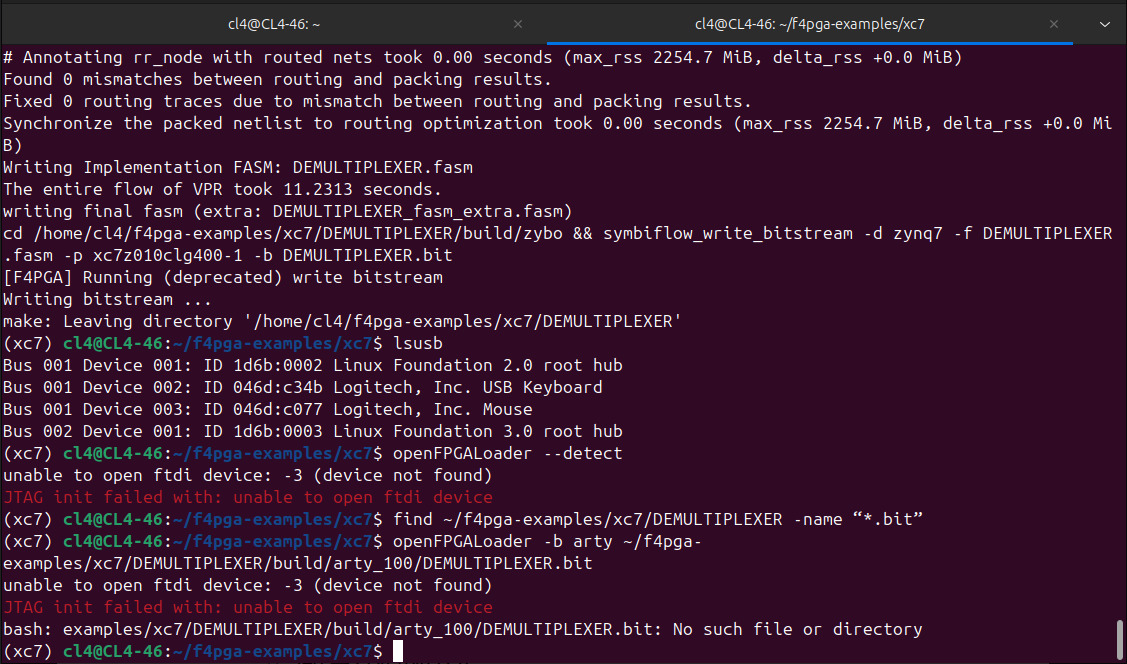 cl4@CL4-46: ~
cl4@CL4-46: ~/f4pga-examples/xc7
# Annotating rr_node with routed nets took 0.00 seconds (max_rss 2254.7 MiB, delta_rss +0.0 MiB)
Found 0 mismatches between routing and packing results.
Fixed 0 routing traces due to mismatch between routing and packing results.
Synchronize the packed netlist to routing optimization took 0.00 seconds (max_rss 2254.7 MiB, delta_rss +0.0 Mi
B)
Writing Implementation FASM: DEMULTIPLEXER.fasm
The entire flow of VPR took 11.2313 seconds.
writing final fasm (extra: DEMULTIPLEXER_fasm_extra.fasm)
cd /home/cl4/f4pga-examples/xc7/DEMULTIPLEXER/build/zybo && symbiflow_write_bitstream -d zynq7 -f DEMULTIPLEXER
.fasm -p xc7z010clg400-1 -b DEMULTIPLEXER.bit
[F4PGA] Running (deprecated) write bitstream
Writing bitstream ...
make: Leaving directory '/home/cl4/f4pga-examples/xc7/DEMULTIPLEXER'
(xc7) cl4@CL4-46:~/f4pga-examples/xc7$ lsusb
Bus 001 Device 001: ID 1d6b:0002 Linux Foundation 2.0 root hub
Bus 001 Device 002: ID 046d:c34b Logitech, Inc. USB Keyboard
Bus 001 Device 003: ID 046d:c077 Logitech, Inc. Mouse
Bus 002 Device 001: ID 1d6b:0003 Linux Foundation 3.0 root hub
(xc7) cl4@CL4-46:~/f4pga-examples/xc7$ openFPGALoader --detect
unable to open ftdi device: -3 (device not found)
JTAG init failed with: unable to open ftdi device
(xc7) cl4@CL4-46:~/f4pga-examples/xc7$ find ~/f4pga-examples/xc7/DEMULTIPLEXER -name “*.bit”
(xc7) cl4@CL4-46:~/f4pga-examples/xc7$ openFPGALoader -b arty ~/f4pga-
examples/xc7/DEMULTIPLEXER/build/arty_100/DEMULTIPLEXER.bit
unable to open ftdi device: -3 (device not found)
JTAG init failed with: unable to open ftdi device
bash: examples/xc7/DEMULTIPLEXER/build/arty_100/DEMULTIPLEXER.bit: No such file or directory
(xc7) cl4@CL4-46:~/f4pga-examples/xc7$